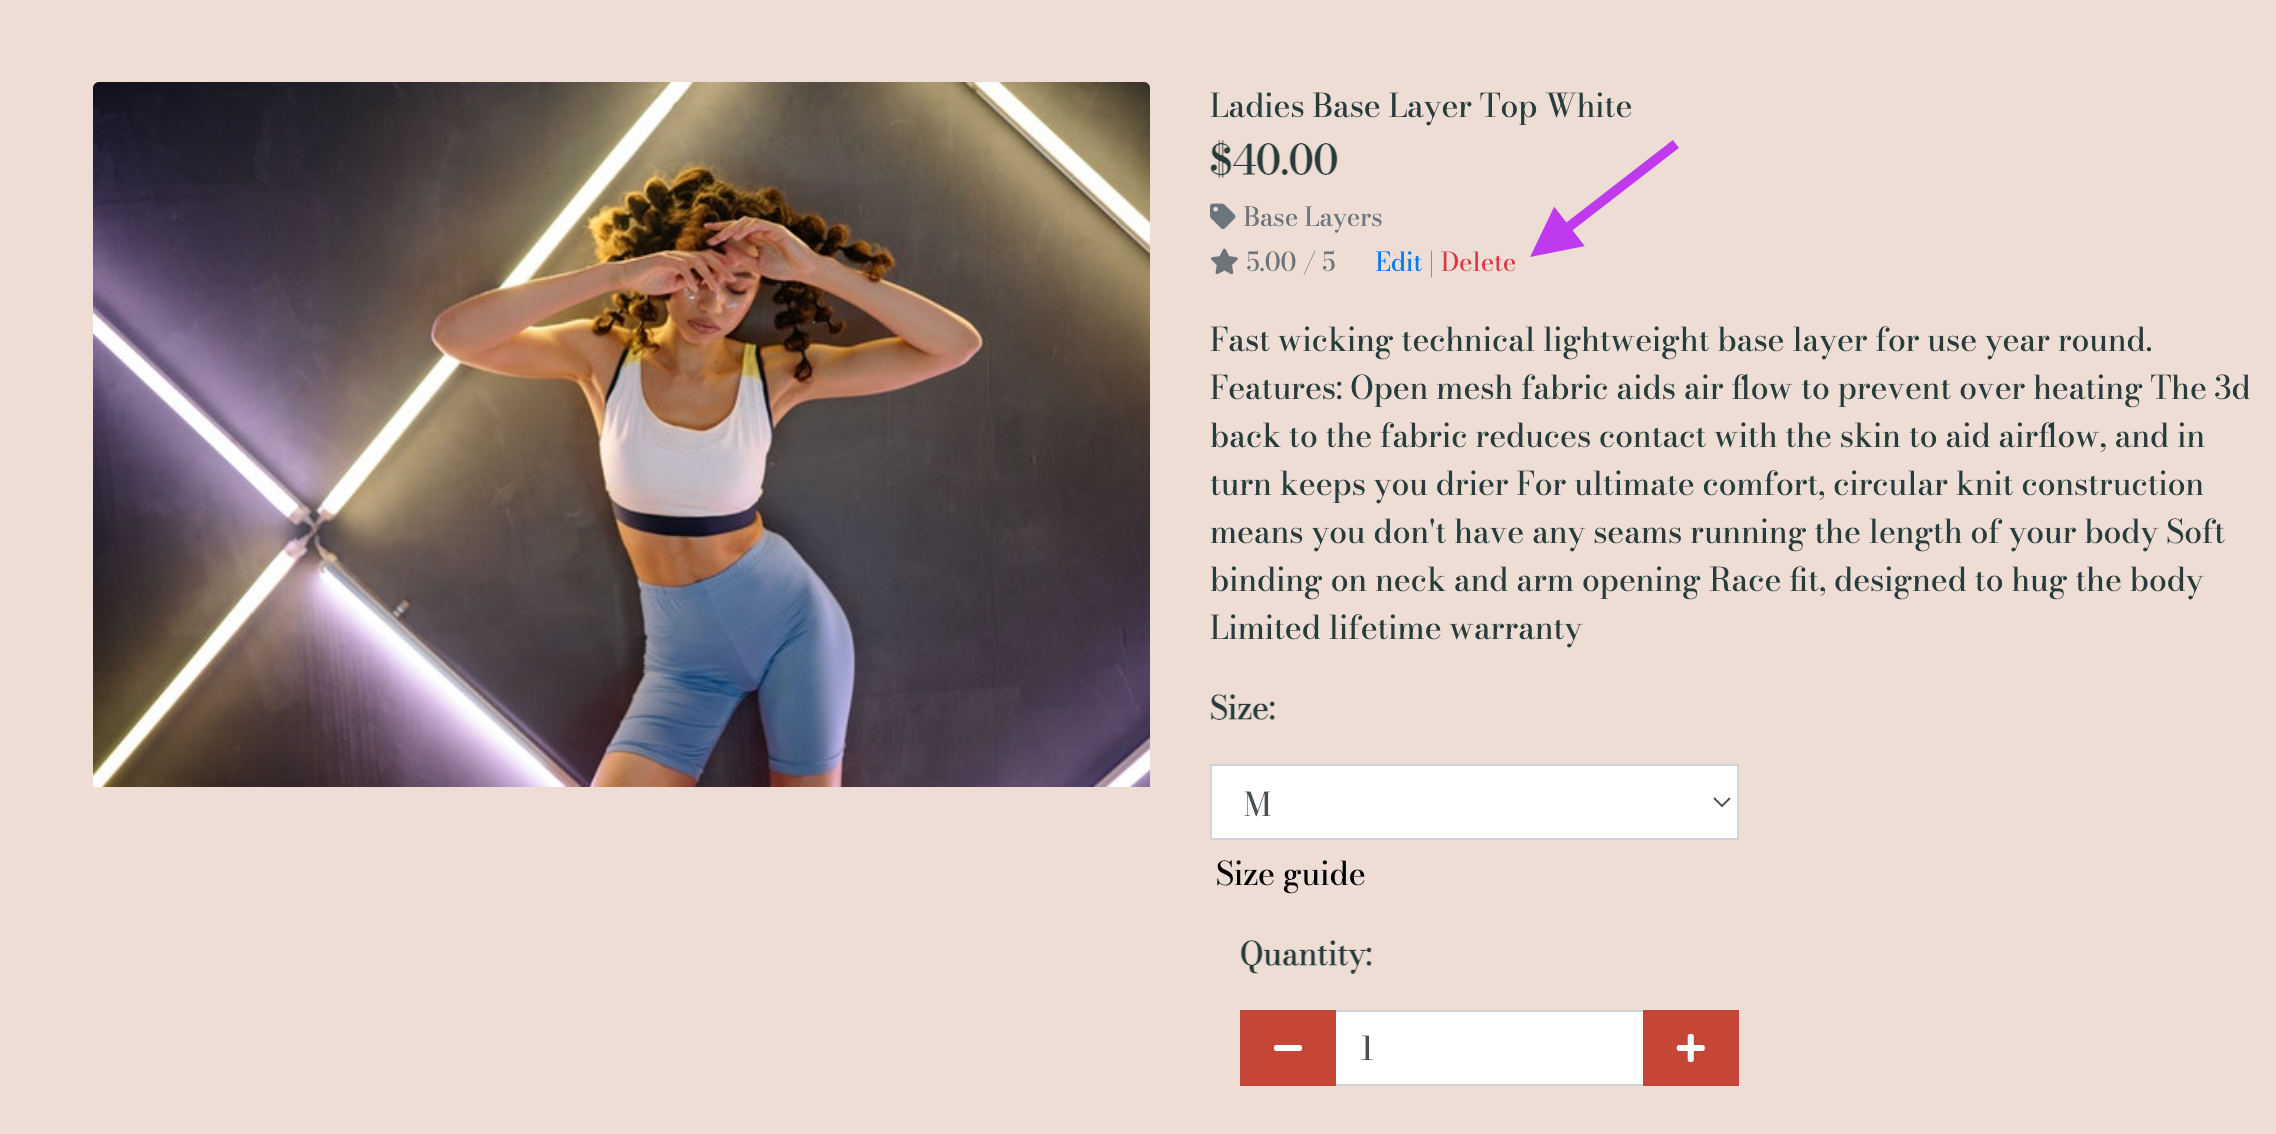 Ladies Base Layer Top White
$40.00
Base Layers
5.00 / 5 Edit | Delete
Fast wicking technical lightweight base layer for use year round.
Features: Open mesh fabric aids air flow to prevent over heating The 3d
back to the fabric reduces contact with the skin to aid airflow, and in
turn keeps you drier For ultimate comfort, circular knit construction
means you don't have any seams running the length of your body Soft
binding on neck and arm opening Race fit, designed to hug the body
Limited lifetime warranty
Size:
M
Size guide
Quantity:
1